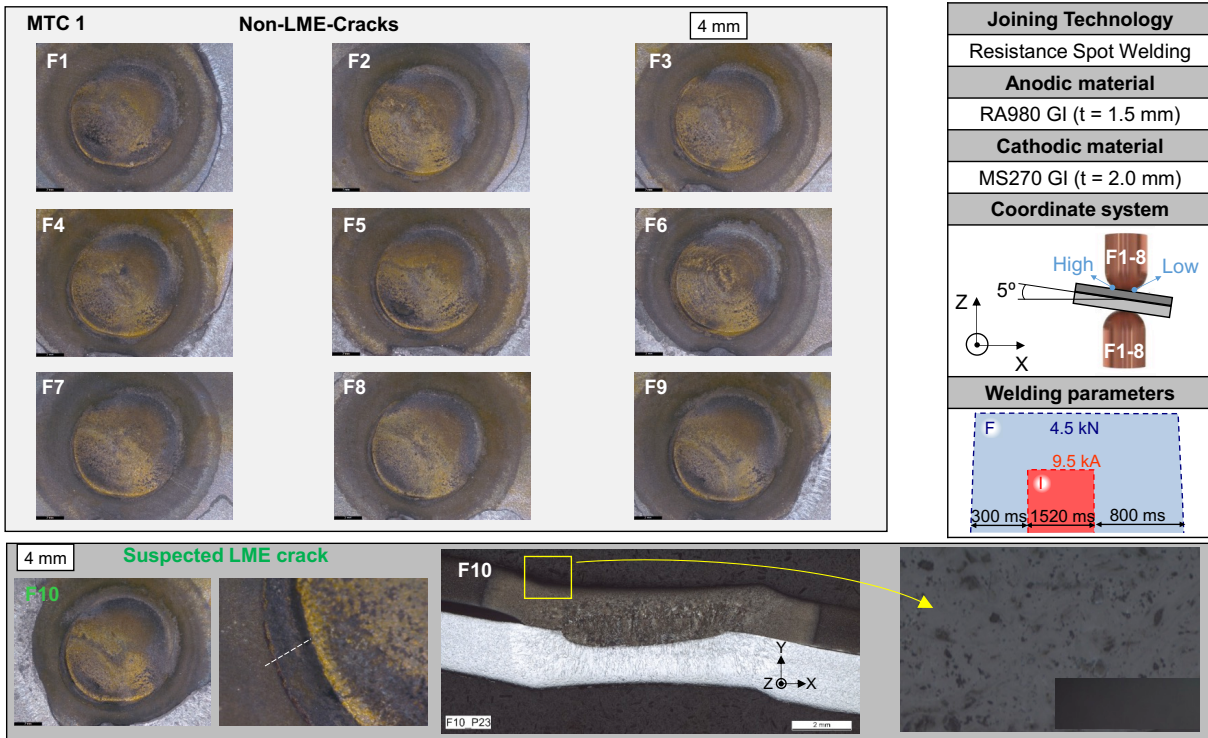 MTC 1
Non-LME-Cracks
4 mm
F1
F2
F3
F4
F5
F6
F7
F8
F9
Joining Technology
Resistance Spot Welding
Anodic material
RA980 GI (t = 1.5 mm)
Cathodic material
MS270 GI (t = 2.0 mm)
Coordinate system
F1-8
High
Low
5º
Z
X
F1-8
Welding parameters
F
4.5 kN
9.5 kA
I
300 ms
1520 ms
800 ms
4 mm
Suspected LME crack
F10
F10
Y
Z
X
F10_P23
2 mm